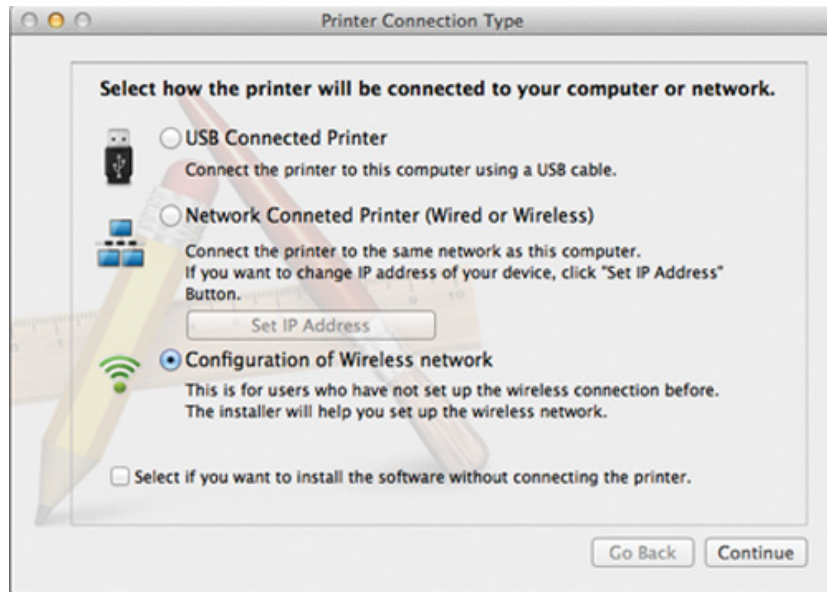 Printer Connection Type
Select how the printer will be connected to your computer or network.
USB Connected Printer
Connect the printer to this computer using a USB cable.
Network Conneted Printer (Wired or Wireless)
Connect the printer to the same network as this computer.
If you want to change IP address of your device, click "Set IP Address"
Button.
Set IP Address
Configuration of Wireless network
This is for users who have not set up the wireless connection before.
The installer will help you set up the wireless network.
Select if you want to install the software without connecting the printer.
Go Back
Continue